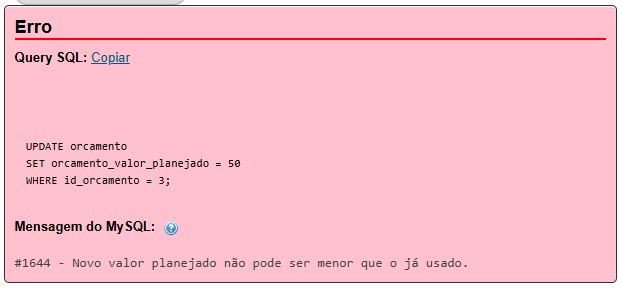 Erro
Query SQL: Copiar
UPDATE orcamento
SET orcamento_valor_planejado = 50
WHERE id_orcamento = 3;
Mensagem do MySQL:
#1644 - Novo valor planejado não pode ser menor que o já usado.